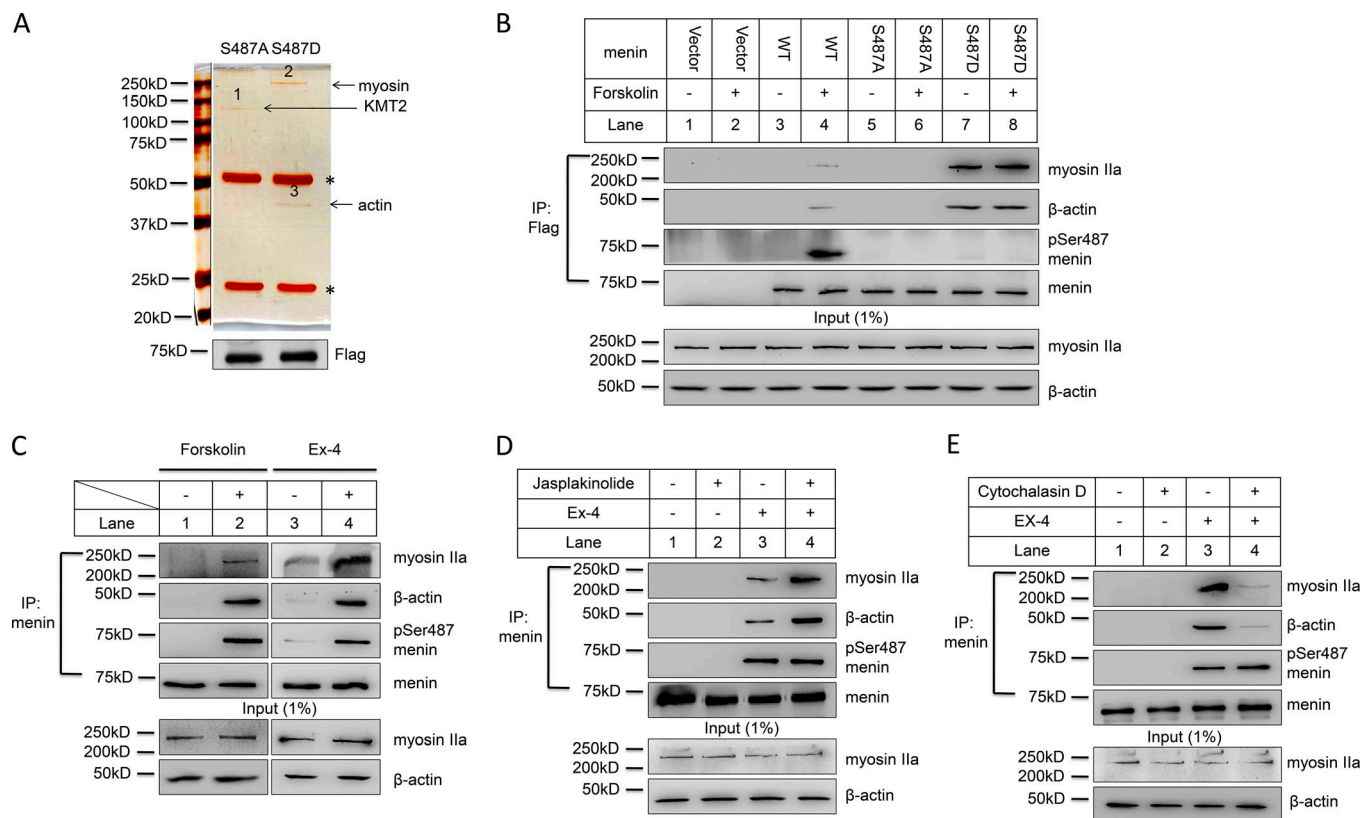 A
S487A S487D
250kD
150kD
100kD
75kD
50kD
37kD
25kD
20kD
1
2
3
myosin
KMT2
*
actin
*
75kD
Flag
B
menin Vector Vector WT WT S487A S487A S487D S487D
Forskolin - + - + - + - +
Lane 1 2 3 4 5 6 7 8
IP:
Flag
250kD
200kD
myosin IIa
50kD
β-actin
75kD
pSer487
menin
75kD
menin
Input (1%)
250kD
200kD
myosin IIa
50kD
β-actin
C
Forskolin Ex-4
- + - +
Lane 1 2 3 4
IP:
menin
250kD
200kD
myosin IIa
50kD
β-actin
75kD
pSer487
menin
75kD
menin
Input (1%)
250kD
200kD
myosin IIa
50kD
β-actin
D
Jasplakinolide - + - +
Ex-4 - - + +
Lane 1 2 3 4
IP:
menin
250kD
200kD
myosin IIa
50kD
β-actin
75kD
pSer487
menin
75kD
menin
Input (1%)
250kD
200kD
myosin IIa
50kD
β-actin
E
Cytochalasin D - + - +
EX-4 - - + +
Lane 1 2 3 4
IP:
menin
250kD
200kD
myosin IIa
50kD
β-actin
75kD
pSer487
menin
75kD
menin
Input (1%)
250kD
200kD
myosin IIa
50kD
β-actin